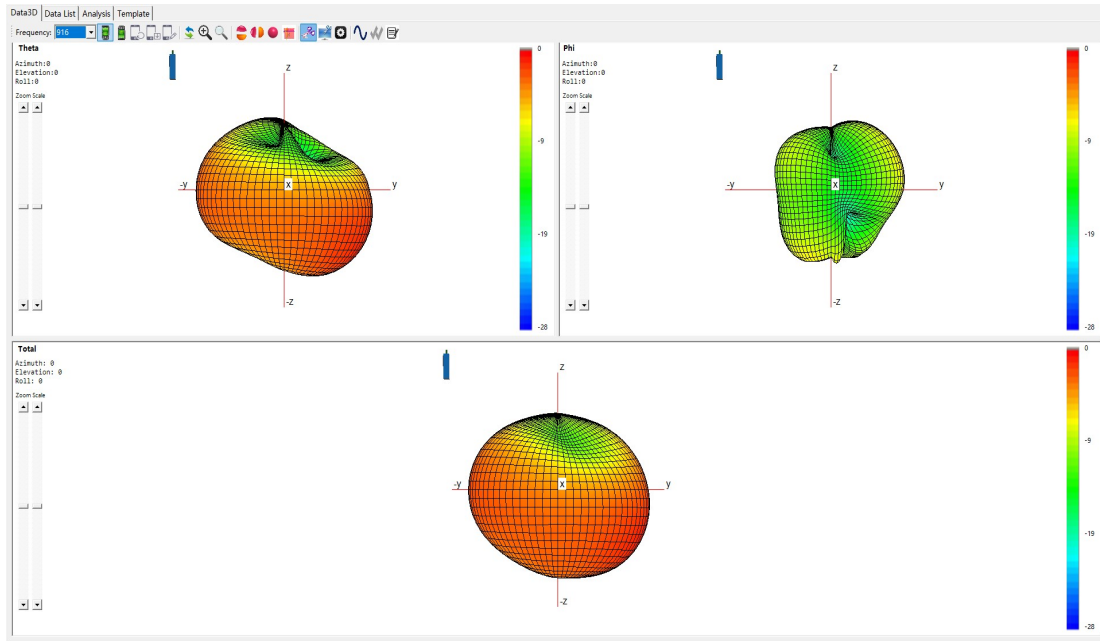 Data3D Data List Analysis Template
Frequency: 916
Theta
Azimuth:0
Elevation:0
Roll:0
Zoom Scale
z
-y
x
y
-z
0
-9
-19
-28
Phi
Azimuth:0
Elevation:0
Roll:0
Zoom Scale
z
-y
x
y
-z
0
-9
-19
-28
Total
Azimuth: 0
Elevation: 0
Roll: 0
Zoom Scale
z
-y
x
y
-z
0
-9
-19
-28